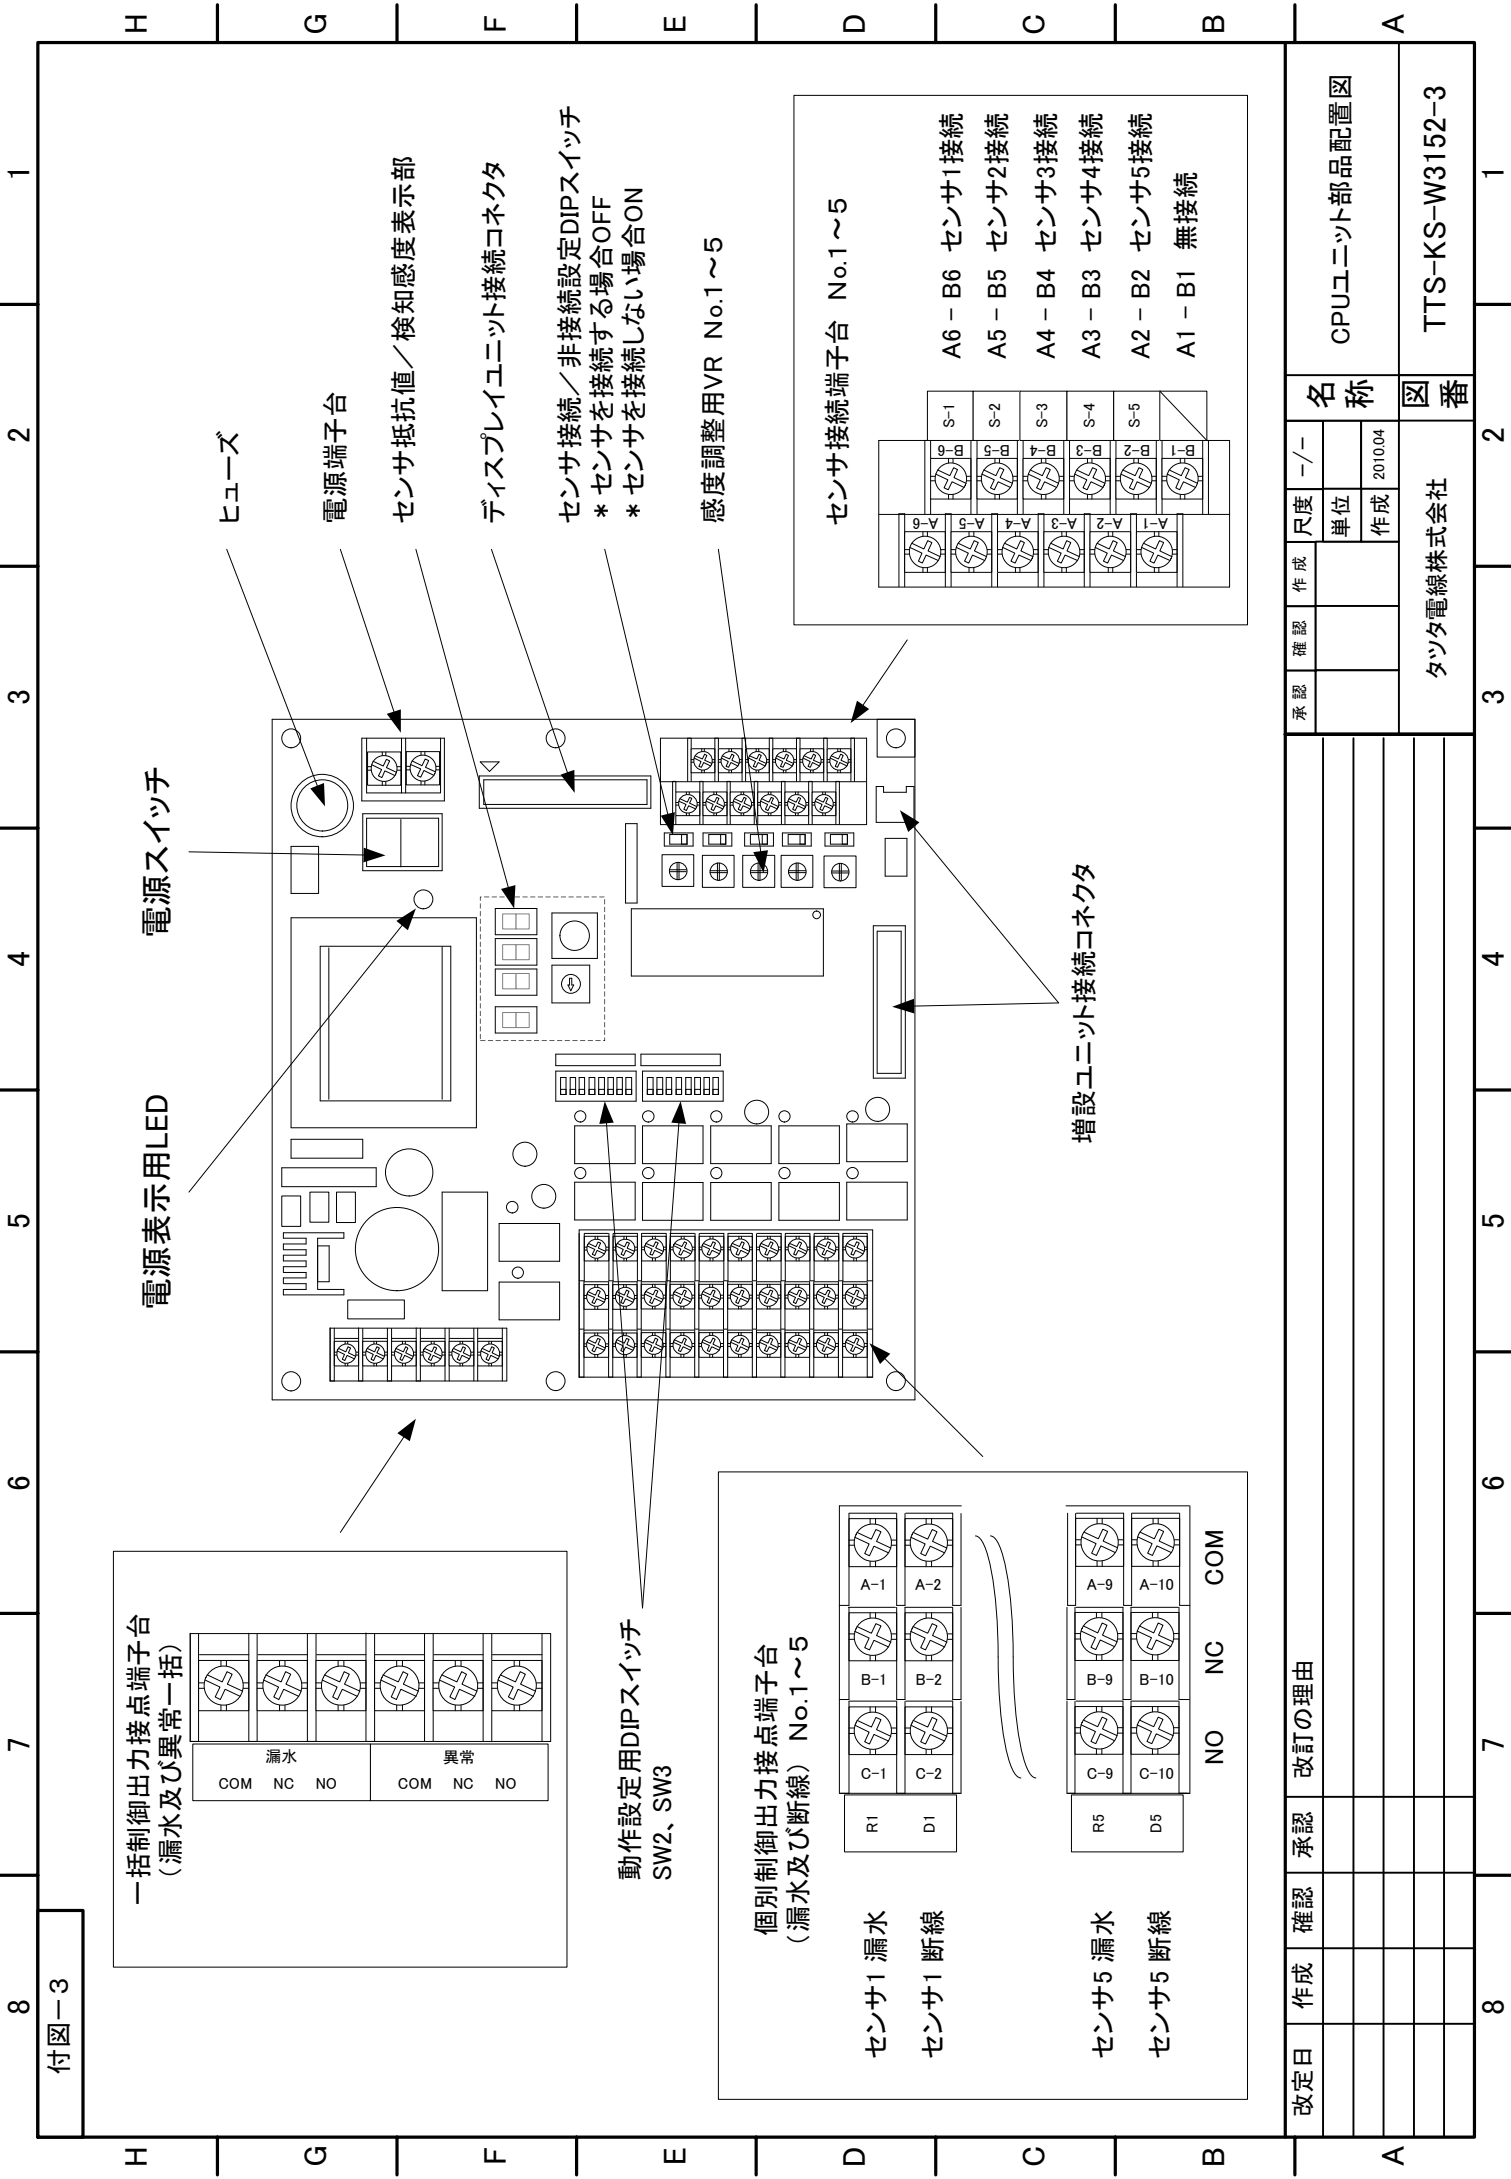 付図－3
8 7 6 5 4 3 2 1
H
G
F
E
D
C
B
A
一括制御出力接点端子台
（漏水及び異常一括）
漏水 異常
COM NC NO COM NC NO
電源表示用LED
電源スイッチ
ヒューズ
電源端子台
センサ抵抗値／検知感度表示部
ディスプレイユニット接続コネクタ
センサ接続／非接続設定DIPスイッチ
＊センサを接続する場合OFF
＊センサを接続しない場合ON
感度調整用VR No.1～5
動作設定用DIPスイッチ
SW2、SW3
個別制御出力接点端子台
（漏水及び断線） No.1～5
センサ1 漏水 R1 C-1 B-1 A-1
センサ1 断線 D1 C-2 B-2 A-2
センサ5 漏水 R5 C-9 B-9 A-9
センサ5 断線 D5 C-10 B-10 A-10
NO NC COM
増設ユニット接続コネクタ
センサ接続端子台 No.1～5
A-6 B-6 S-1
A-5 B-5 S-2
A-4 B-4 S-3
A-3 B-3 S-4
A-2 B-2 S-5
A-1 B-1
A6 － B6 センサ1接続
A5 － B5 センサ2接続
A4 － B4 センサ3接続
A3 － B3 センサ4接続
A2 － B2 センサ5接続
A1 － B1 無接続
改定日 作成 確認 承認 改訂の理由
承認 確認 作成 尺度 -/-
単位
作成 2010.04
タツタ電線株式会社
名称 CPUユニット部品配置図
図番 TTS-KS-W3152-3
H
G
F
E
D
C
B
A
8 7 6 5 4 3 2 1